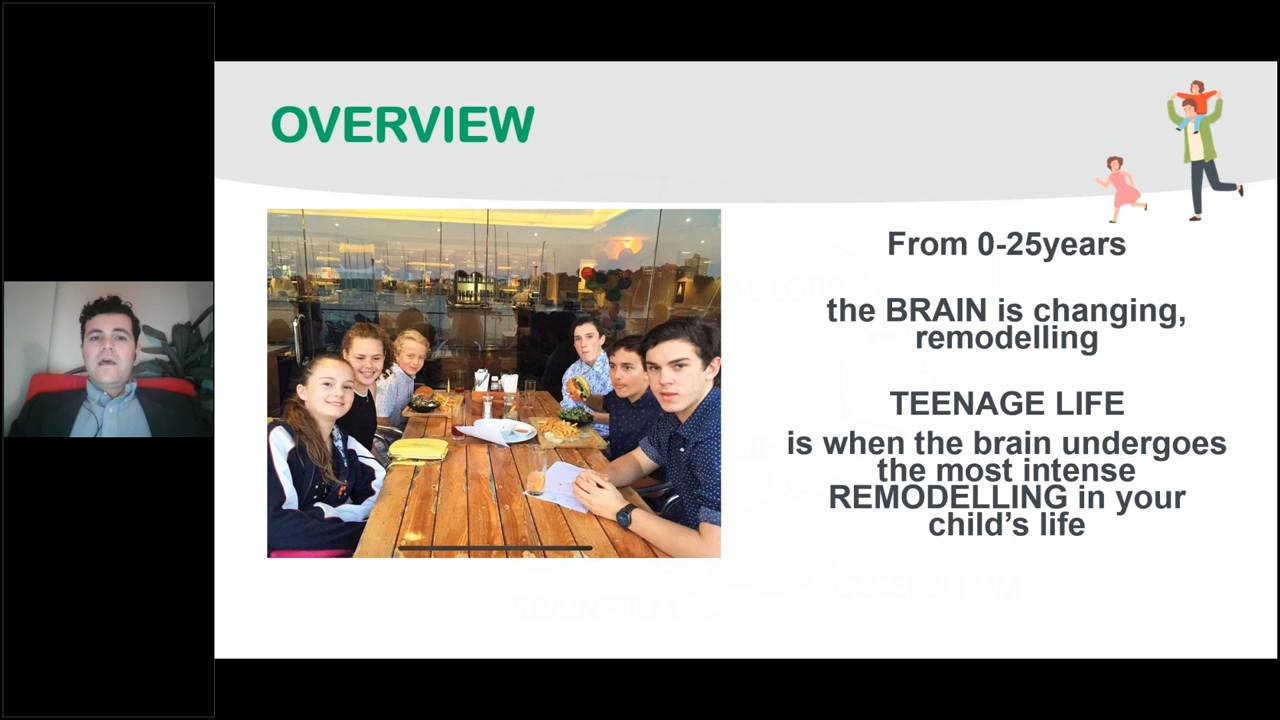 OVERVIEW
From 0-25years
the BRAIN is changing,
remodelling
TEENAGE LIFE
is when the brain undergoes
the most intense
REMODELLING in your
child's life